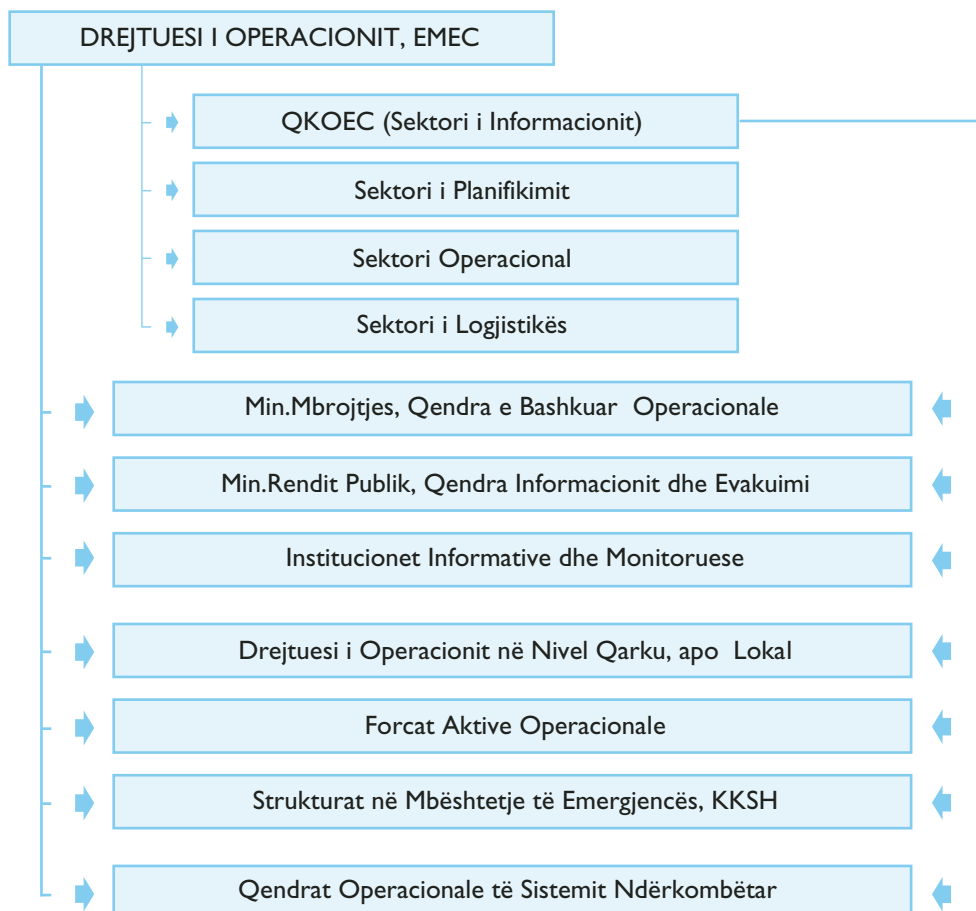 DREJTUESI I OPERACIONIT, EMEC
QKOEC (Sektori i Informacionit)
Sektori i Planifikimit
Sektori Operacional
Sektori i Logjistikës
Min.Mbrojtjes, Qendra e Bashkuar Operacionale
Min.Rendit Publik, Qendra Informacionit dhe Evakuimi
Institucionet Informative dhe Monitoruese
Drejtuesi i Operacionit në Nivel Qarku, apo Lokal
Forcat Aktive Operacionale
Strukturat në Mbështetje të Emergjencës, KKSH
Qendrat Operacionale të Sistemit Ndërkombëtar